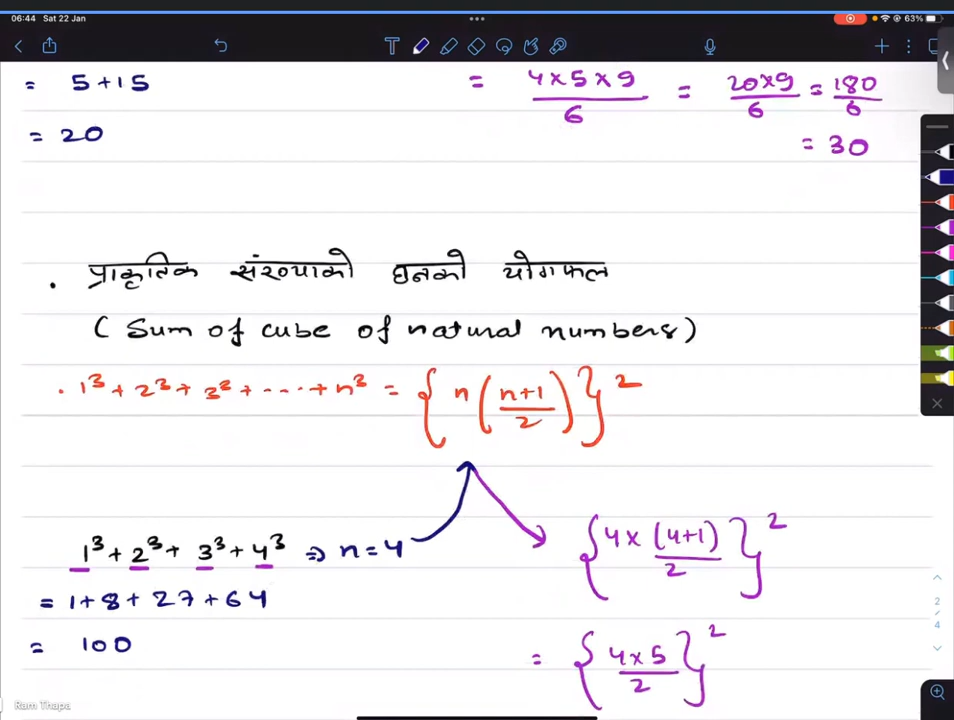 06:44 Sat 22 Jan
63%
= 5+15
= 4×5×9/6 = 20×9/6 = 180/6
= 20
= 30
. प्राकृतिक संख्याको घनको योगफल
( Sum of cube of natural numbers)
. 1³ + 2³ + 3³ + ---- + n³ = { n ( n+1/2 ) }²
1³ + 2³ + 3³ + 4³ ⇒ n = 4
{ 4 × (4+1)/2 }²
= 1+8+27+64
= 100
= { 4×5/2 }²
2
/
4
Ram Thapa